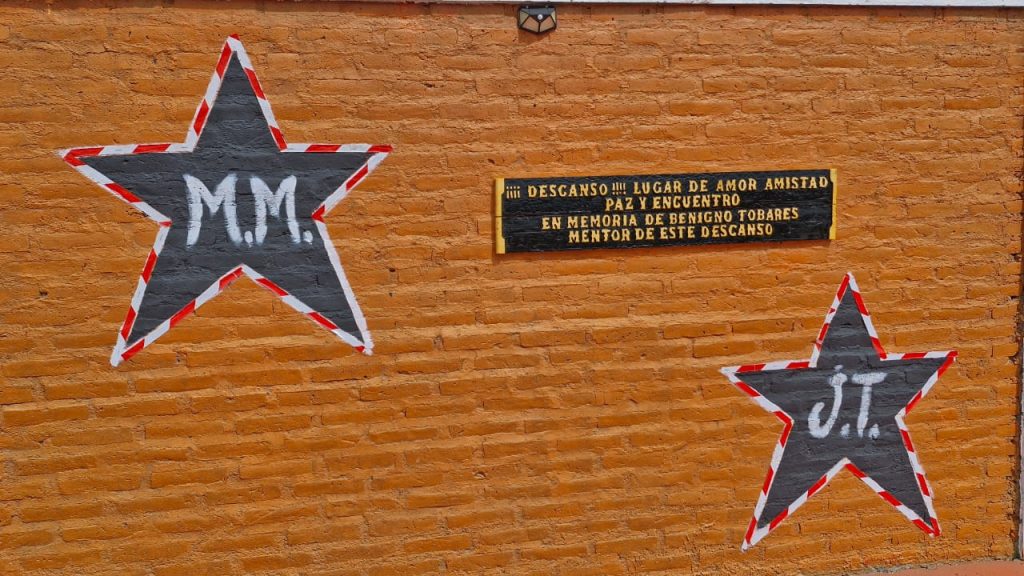 M.M.
¡¡¡¡ DESCANSO !!!! LUGAR DE AMOR AMISTAD
PAZ Y ENCUENTRO
EN MEMORIA DE BENIGNO TOBARES
MENTOR DE ESTE DESCANSO
J.T.